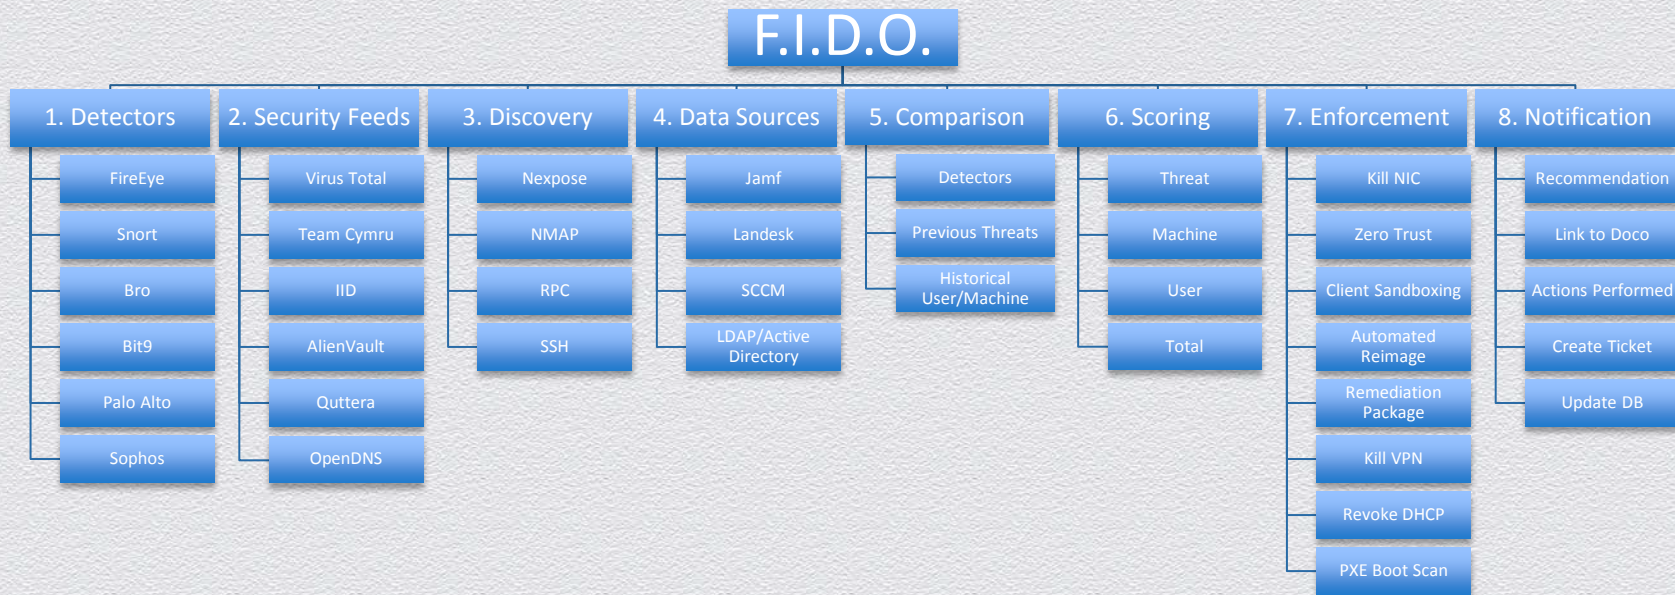 F.I.D.O.
1. Detectors
FireEye
Snort
Bro
Bit9
Palo Alto
Sophos
2. Security Feeds
Virus Total
Team Cymru
IID
AlienVault
Quttera
OpenDNS
3. Discovery
Nexpose
NMAP
RPC
SSH
4. Data Sources
Jamf
Landesk
SCCM
LDAP/Active
Directory
5. Comparison
Detectors
Previous Threats
Historical
User/Machine
6. Scoring
Threat
Machine
User
Total
7. Enforcement
Kill NIC
Zero Trust
Client Sandboxing
Automated
Reimage
Remediation
Package
Kill VPN
Revoke DHCP
PXE Boot Scan
8. Notification
Recommendation
Link to Doco
Actions Performed
Create Ticket
Update DB